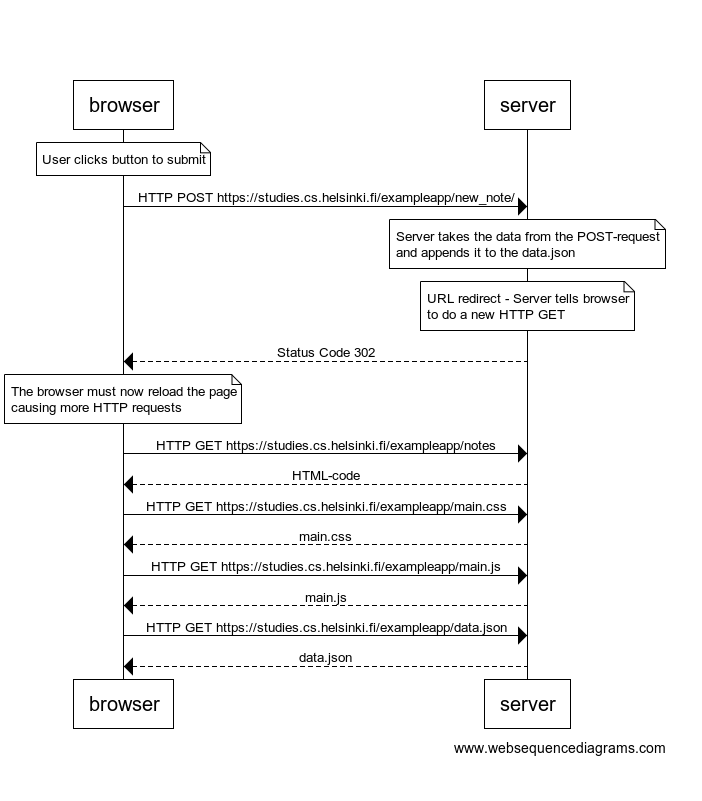 browser
server
User clicks button to submit
HTTP POST https://studies.cs.helsinki.fi/exampleapp/new_note/
Server takes the data from the POST-request
and appends it to the data.json
URL redirect - Server tells browser
to do a new HTTP GET
Status Code 302
The browser must now reload the page
causing more HTTP requests
HTTP GET https://studies.cs.helsinki.fi/exampleapp/notes
HTML-code
HTTP GET https://studies.cs.helsinki.fi/exampleapp/main.css
main.css
HTTP GET https://studies.cs.helsinki.fi/exampleapp/main.js
main.js
HTTP GET https://studies.cs.helsinki.fi/exampleapp/data.json
data.json
browser
server
www.websequencediagrams.com